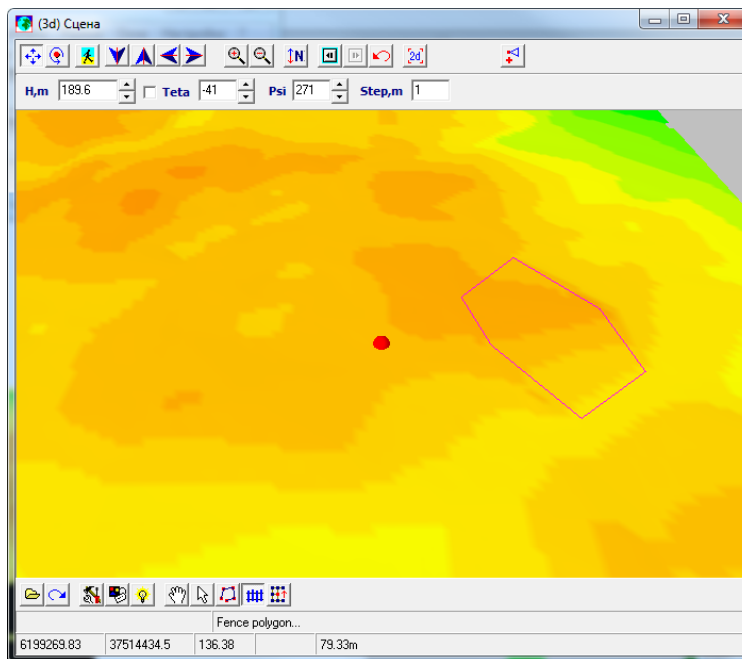 (3d) Сцена
N 2d
H,m 189.6 Teta -41 Psi 271 Step,m 1
Fence polygon...
6199269.83 37514434.5 136.38 79.33m